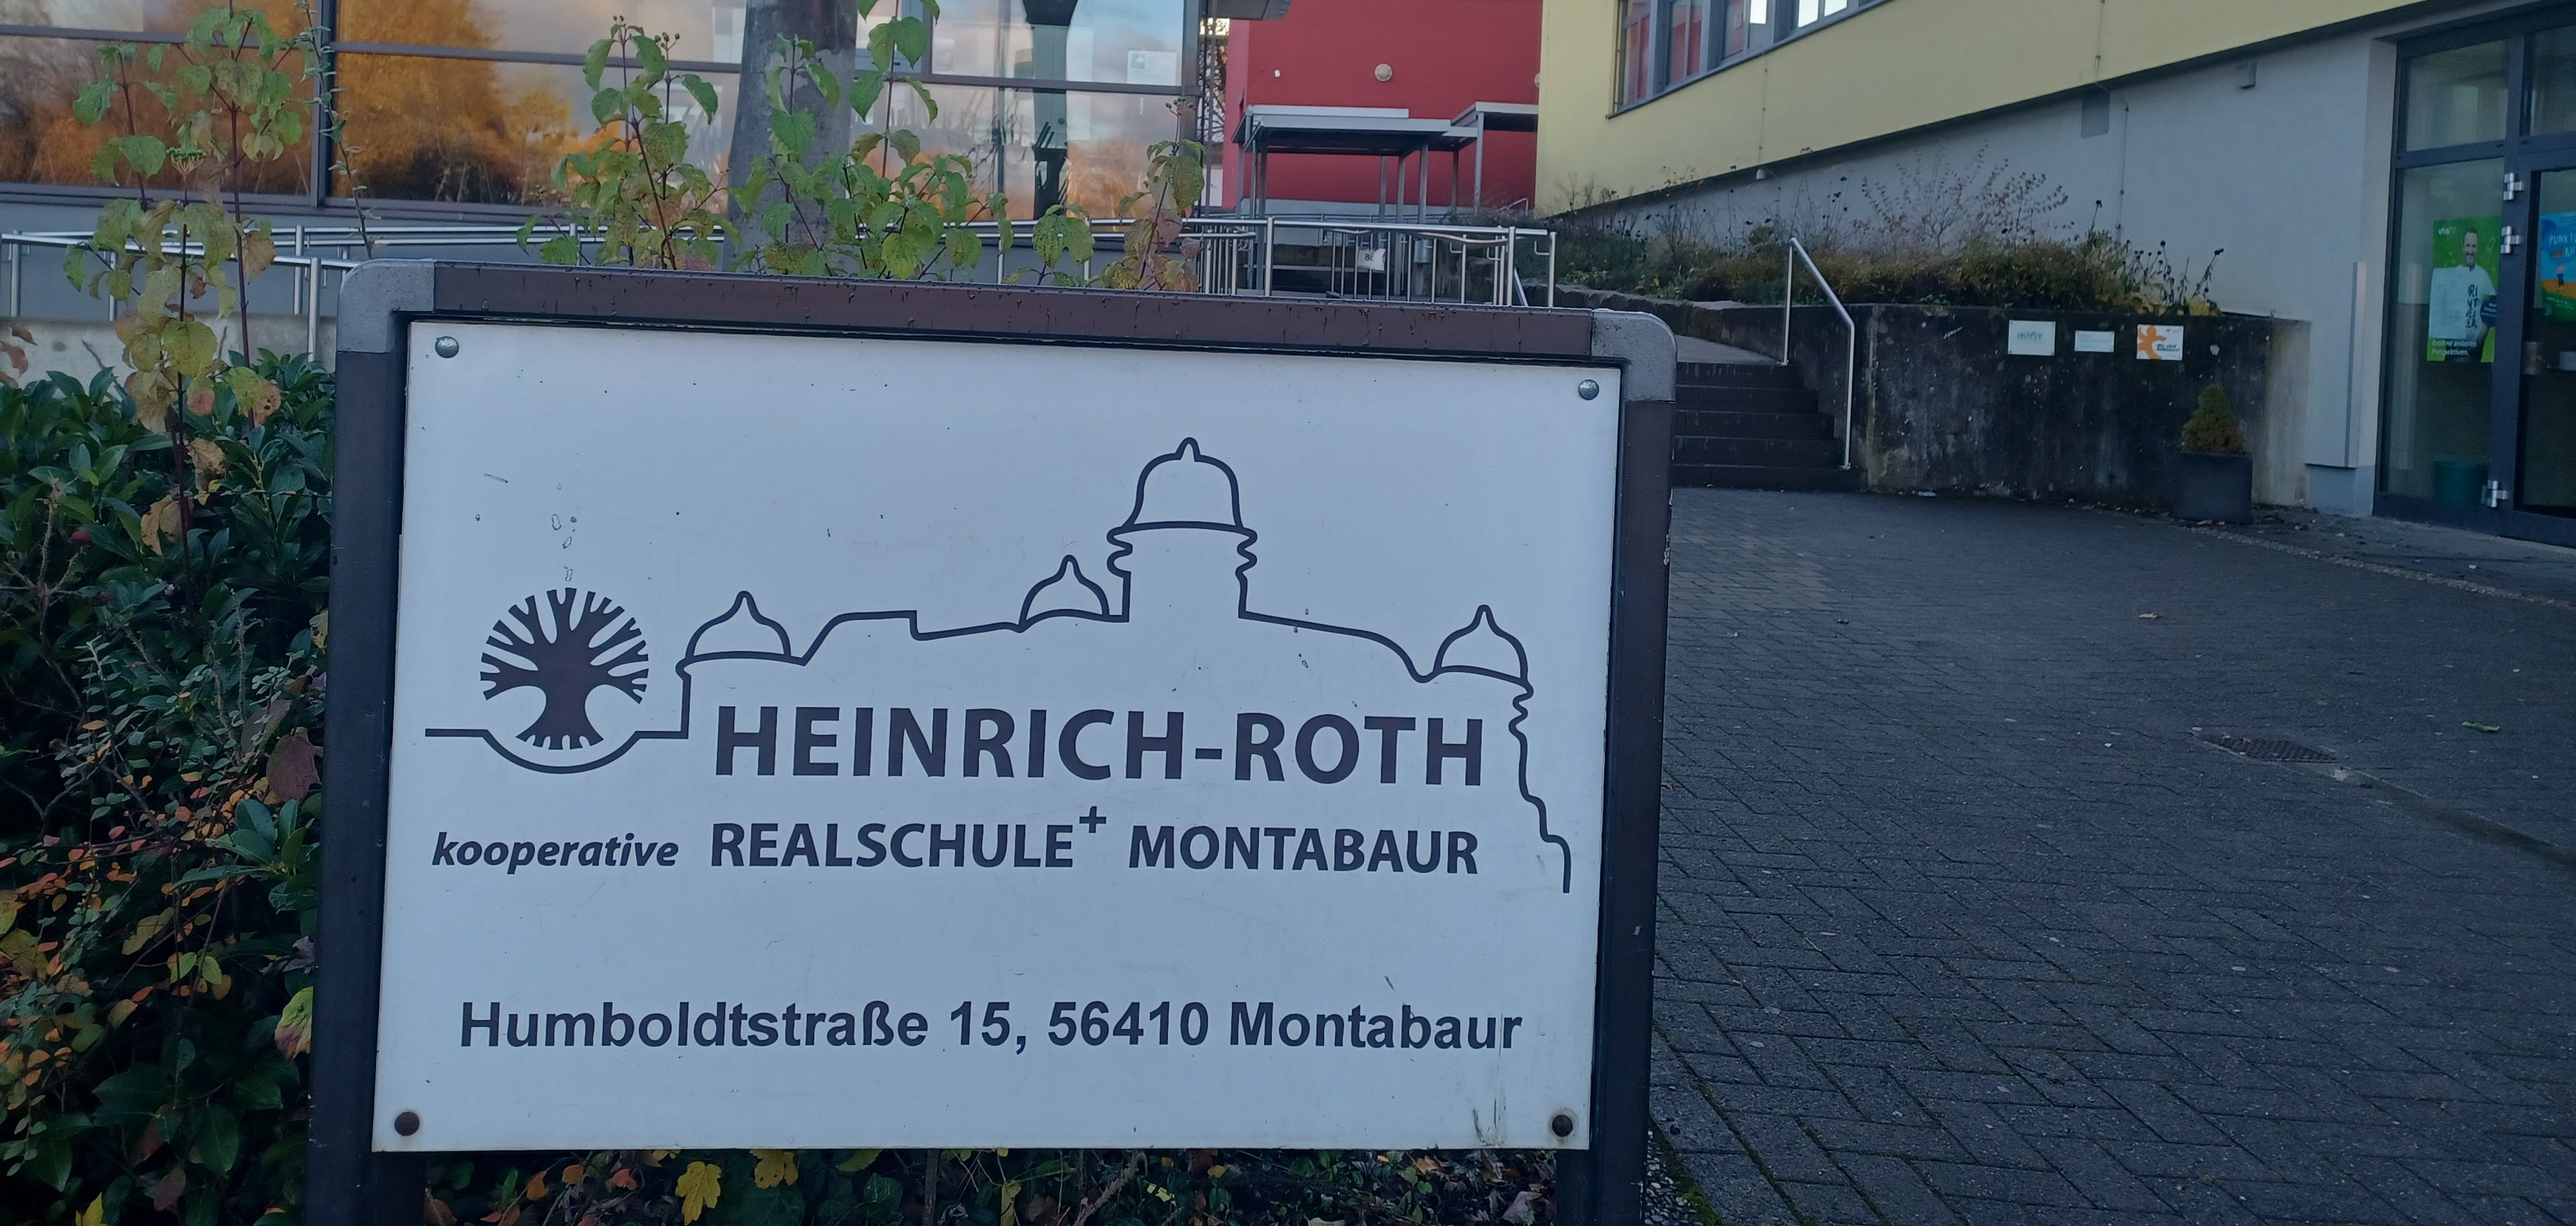 HEINRICH-ROTH
kooperative REALSCHULE+ MONTABAUR
Humboldtstraße 15, 56410 Montabaur